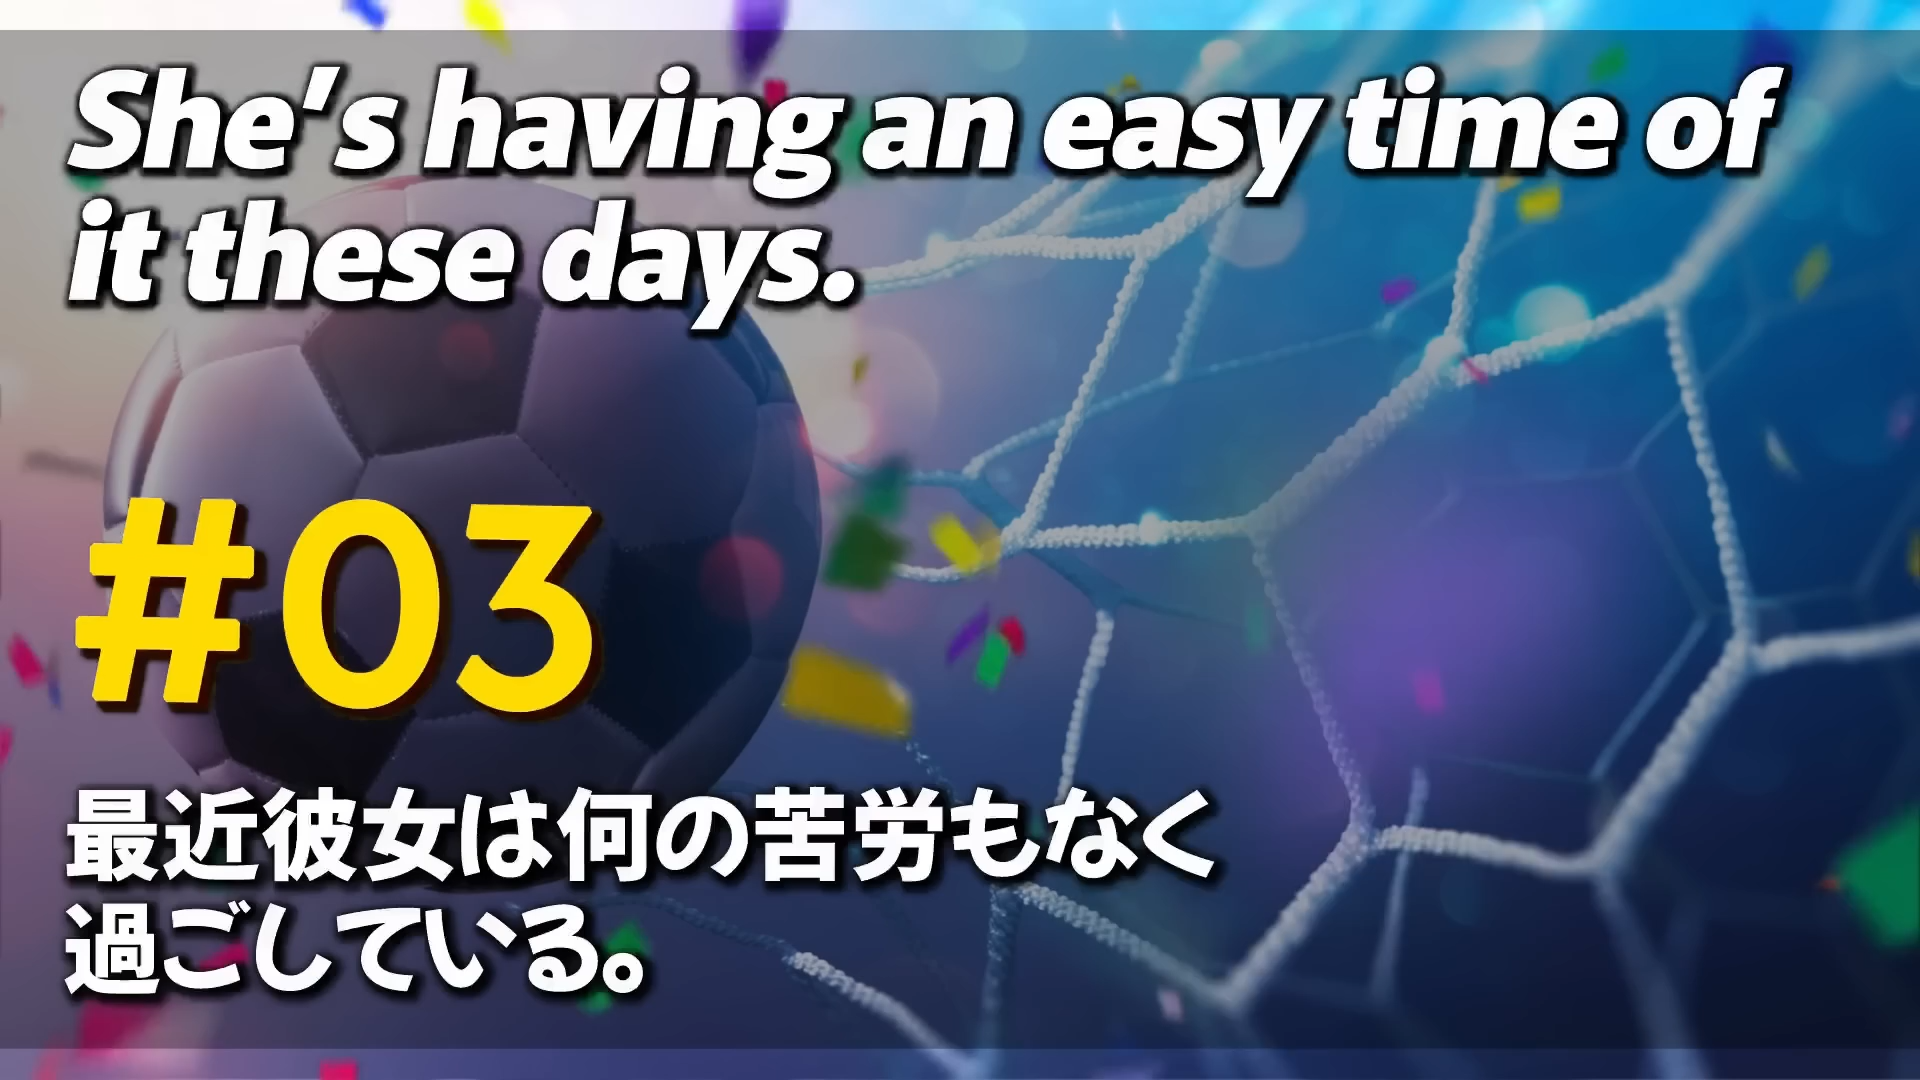 She's having an easy time of
it these days.
#03
最近彼女は何の苦労もなく
過ごしている。